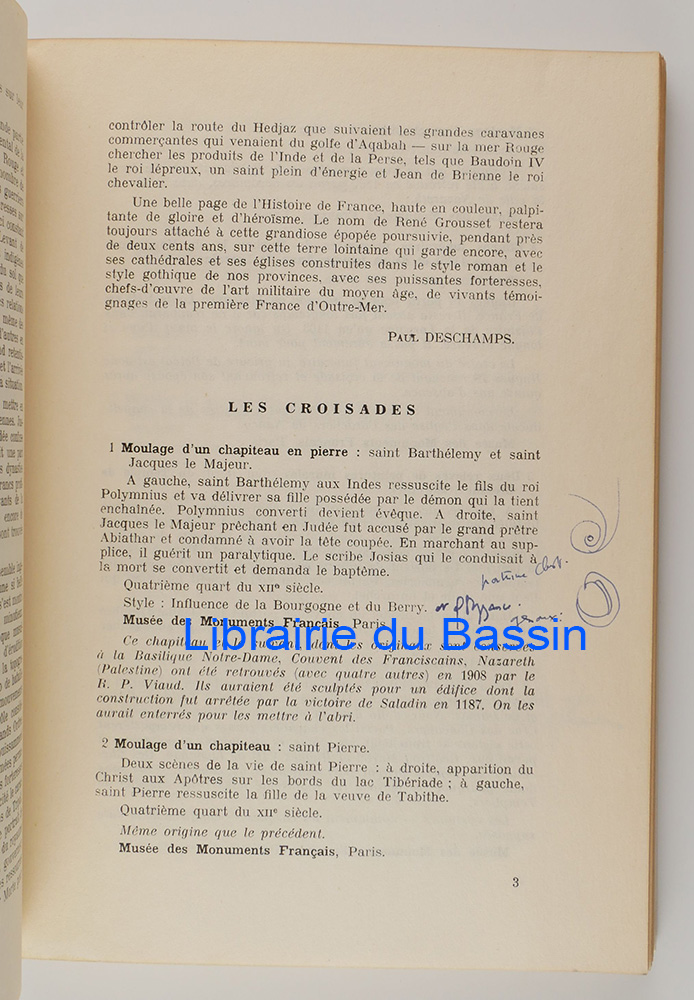 contrôler la route du Hedjaz que suivaient les grandes caravanes
commerçantes qui venaient du golfe d'Aqabah — sur la mer Rouge
chercher les produits de l'Inde et de la Perse, tels que Baudoin IV
le roi lépreux, un saint plein d'énergie et Jean de Brienne le roi
chevalier.
Une belle page de l'Histoire de France, haute en couleur, palpi-
tante de gloire et d'héroïsme. Le nom de René Grousset restera
toujours attaché à cette grandiose épopée poursuivie, pendant près
de deux cents ans, sur cette terre lointaine qui garde encore, avec
ses cathédrales et ses églises construites dans le style roman et le
style gothique de nos provinces, avec ses puissantes forteresses,
chefs-d'œuvre de l'art militaire du moyen âge, de vivants témoi-
gnages de la première France d'Outre-Mer.
PAUL DESCHAMPS.
LES CROISADES
1 Moulage d'un chapiteau en pierre : saint Barthélemy et saint
Jacques le Majeur.
A gauche, saint Barthélemy aux Indes ressuscite le fils du roi
Polymnius et va délivrer sa fille possédée par le démon qui la tient
enchaînée. Polymnius converti devient évêque. A droite, saint
Jacques le Majeur prêchant en Judée fut accusé par le grand prêtre
Abiathar et condamné à avoir la tête coupée. En marchant au sup-
plice, il guérit un paralytique. Le scribe Josias qui le conduisait à
la mort se convertit et demanda le baptême.
Quatrième quart du XIIe siècle.
Style : Influence de la Bourgogne et du Berry.
Musée des Monuments Français, Paris.
Librairie du Bassin
Ce chapiteau et le suivant dont les originaux sont conservés
à la Basilique Notre-Dame, Couvent des Franciscains, Nazareth
(Palestine) ont été retrouvés (avec quatre autres) en 1908 par le
R. P. Viaud. Ils auraient été sculptés pour un édifice dont la
construction fut arrêtée par la victoire de Saladin en 1187. On les
aurait enterrés pour les mettre à l'abri.
2 Moulage d'un chapiteau : saint Pierre.
Deux scènes de la vie de saint Pierre : à droite, apparition du
Christ aux Apôtres sur les bords du lac Tibériade ; à gauche,
saint Pierre ressuscite la fille de la veuve de Tabithe.
Quatrième quart du XIIe siècle.
Même origine que le précédent.
Musée des Monuments Français, Paris.
3